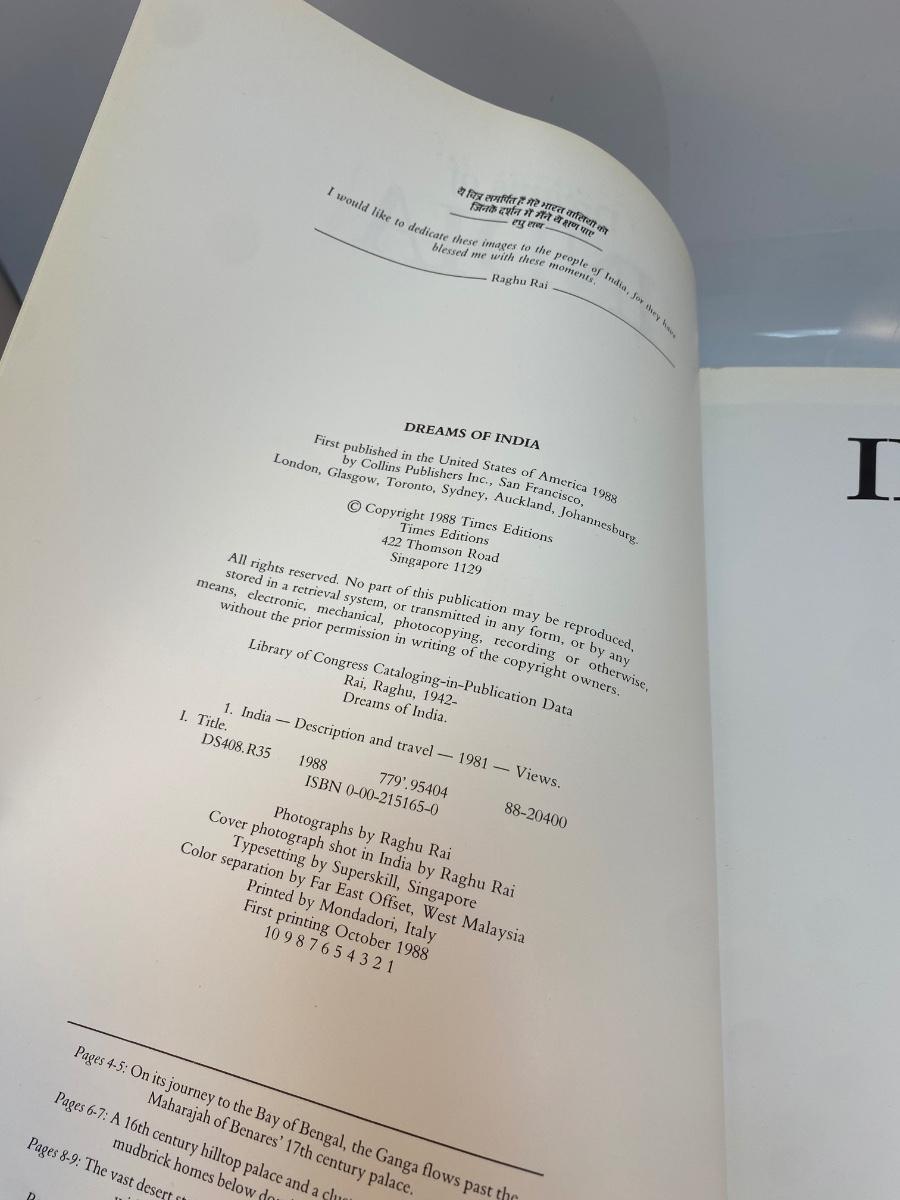 ये चित्र समर्पित हैं मेरे भारत वासियों को
जिनके दर्शन में मैंने ये क्षण पाए
रघु राय
I would like to dedicate these images to the people of India, for they have
blessed me with these moments.
Raghu Rai
DREAMS OF INDIA
First published in the United States of America 1988
by Collins Publishers Inc., San Francisco,
London, Glasgow, Toronto, Sydney, Auckland, Johannesburg.
© Copyright 1988 Times Editions
Times Editions
422 Thomson Road
Singapore 1129
All rights reserved. No part of this publication may be reproduced,
stored in a retrieval system, or transmitted in any form, or by any
means, electronic, mechanical, photocopying, recording or otherwise,
without the prior permission in writing of the copyright owners.
Library of Congress Cataloging-in-Publication Data
Rai, Raghu, 1942-
Dreams of India.
1. India — Description and travel — 1981 — Views.
I. Title.
DS408.R35 1988 779'.95404 88-20400
ISBN 0-00-215165-0
Photographs by Raghu Rai
Cover photograph shot in India by Raghu Rai
Typesetting by Superskill, Singapore
Color separation by Far East Offset, West Malaysia
Printed by Mondadori, Italy
First printing October 1988
10 9 8 7 6 5 4 3 2 1
Pages 4-5: On its journey to the Bay of Bengal, the Ganga flows past the
Maharajah of Benares' 17th century palace.
Pages 6-7: A 16th century hilltop palace and a
mudbrick homes below
Pages 8-9: The vast desert